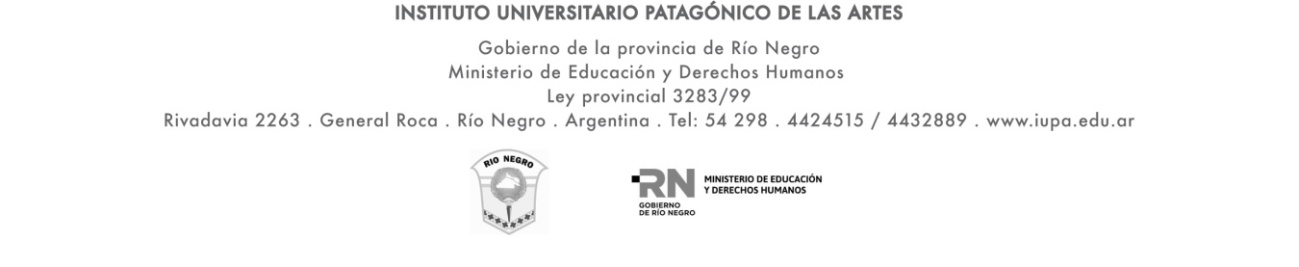 INSTITUTO UNIVERSITARIO PATAGÓNICO DE LAS ARTES
Gobierno de la provincia de Río Negro
Ministerio de Educación y Derechos Humanos
Ley provincial 3283/99
Rivadavia 2263 . General Roca . Río Negro . Argentina . Tel: 54 298 . 4424515 / 4432889 . www.iupa.edu.ar
RIO NEGRO
RN
GOBIERNO
DE RÍO NEGRO
MINISTERIO DE EDUCACIÓN
Y DERECHOS HUMANOS